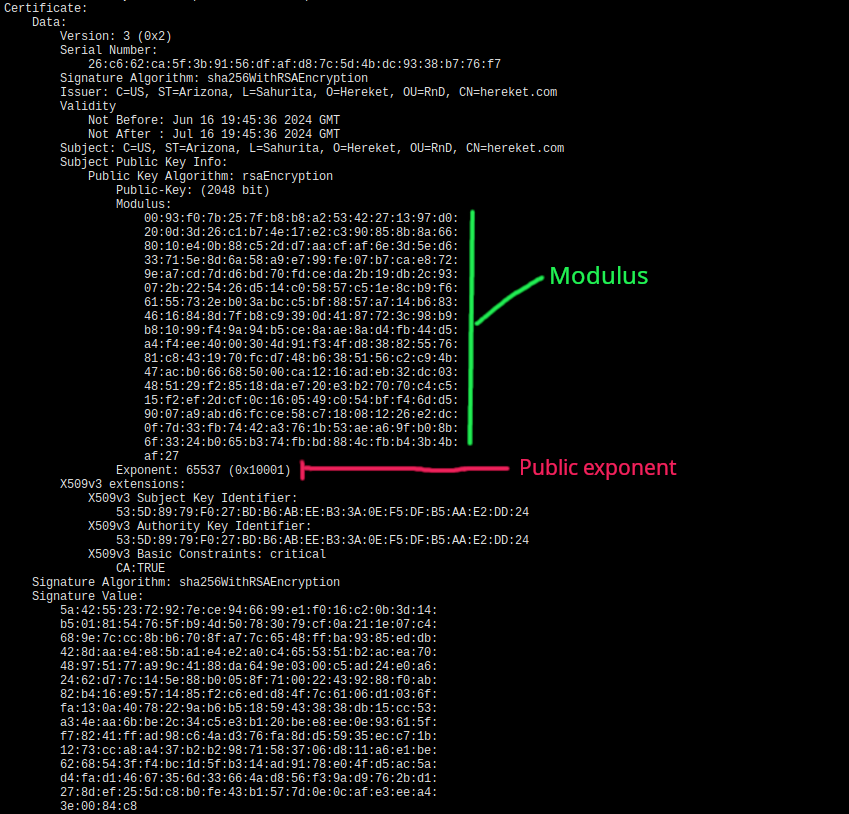 Certificate:
Data:
Version: 3 (0x2)
Serial Number:
26:c6:62:ca:5f:3b:91:56:df:af:d8:7c:5d:4b:dc:93:38:b7:76:f7
Signature Algorithm: sha256WithRSAEncryption
Issuer: C=US, ST=Arizona, L=Sahurita, O=Hereket, OU=RnD, CN=hereket.com
Validity
Not Before: Jun 16 19:45:36 2024 GMT
Not After : Jul 16 19:45:36 2024 GMT
Subject: C=US, ST=Arizona, L=Sahurita, O=Hereket, OU=RnD, CN=hereket.com
Subject Public Key Info:
Public Key Algorithm: rsaEncryption
Public-Key: (2048 bit)
Modulus:
00:93:f0:7b:25:7f:b8:b8:a2:53:42:27:13:97:d0:
20:0d:3d:26:c1:b7:4e:17:e2:c3:90:85:8b:8a:66:
80:10:e4:0b:88:c5:2d:d7:aa:cf:af:6e:3d:5e:d6:
33:71:5e:8d:6a:58:a9:e7:99:fe:07:b7:ca:e8:72:
9e:a7:cd:7d:d6:bd:70:fd:ce:da:2b:19:db:2c:93:
07:2b:22:54:26:d5:14:c0:58:57:c5:1e:8c:b9:f6:
61:55:73:2e:b0:3a:bc:c5:bf:88:57:a7:14:b6:83:
46:16:84:8d:7f:b8:c9:39:0d:41:87:72:3c:98:b9:
b8:10:99:f4:9a:94:b5:ce:8a:ae:8a:d4:fb:44:d5:
a4:f4:ee:40:00:30:4d:91:f3:4f:d8:38:82:55:76:
81:c8:43:19:70:fc:d7:48:b6:38:51:56:c2:c9:4b:
47:ac:b0:66:68:50:00:ca:12:16:ad:eb:32:dc:03:
48:51:29:f2:85:18:da:e7:20:e3:b2:70:70:c4:c5:
15:f2:ef:2d:cf:0c:16:05:49:c0:54:bf:f4:6d:d5:
90:07:a9:ab:d6:fc:ce:58:c7:18:08:12:26:e2:dc:
0f:7d:33:fb:74:42:a3:76:1b:53:ae:a6:9f:b0:8b:
6f:33:24:b0:65:b3:74:fb:bd:88:4c:fb:b4:3b:4b:
af:27
Modulus
Exponent: 65537 (0x10001)
Public exponent
X509v3 extensions:
X509v3 Subject Key Identifier:
53:5D:89:79:F0:27:BD:B6:AB:EE:B3:3A:0E:F5:DF:B5:AA:E2:DD:24
X509v3 Authority Key Identifier:
53:5D:89:79:F0:27:BD:B6:AB:EE:B3:3A:0E:F5:DF:B5:AA:E2:DD:24
X509v3 Basic Constraints: critical
CA:TRUE
Signature Algorithm: sha256WithRSAEncryption
Signature Value:
5a:42:55:23:72:92:7e:ce:94:66:99:e1:f0:16:c2:0b:3d:14:
b5:01:81:54:76:5f:b9:4d:50:78:30:79:cf:0a:21:1e:07:c4:
68:9e:7c:cc:8b:b6:70:8f:a7:7c:65:48:ff:ba:93:85:ed:db:
42:8d:aa:e4:e8:5b:a1:e4:e2:a0:c4:65:53:51:b2:ac:ea:70:
48:97:51:77:a9:9c:41:88:da:64:9e:03:00:c5:ad:24:e0:a6:
24:62:d7:7c:14:5e:88:b0:05:8f:71:00:22:43:92:88:f0:ab:
82:b4:16:e9:57:14:85:f2:c6:ed:d8:4f:7c:61:06:d1:03:6f:
fa:13:0a:40:78:22:9a:b6:b5:18:59:43:38:38:db:15:cc:53:
a3:4e:aa:6b:be:2c:34:c5:e3:b1:20:be:e8:ee:0e:93:61:5f:
f7:82:41:ff:ad:98:c6:4a:d3:76:fa:8d:d5:59:35:ec:c7:1b:
12:73:cc:a8:a4:37:b2:b2:98:71:58:37:06:d8:11:a6:e1:be:
62:68:54:3f:f4:bc:1d:5f:b3:14:ad:91:78:e0:4f:d5:ac:5a:
d4:fa:d1:46:67:35:6d:33:66:4a:d8:56:f3:9a:d9:76:2b:d1:
27:8d:ef:25:5d:c8:b0:fe:43:b1:57:7d:0e:0c:af:e3:ee:a4:
3e:00:84:c8